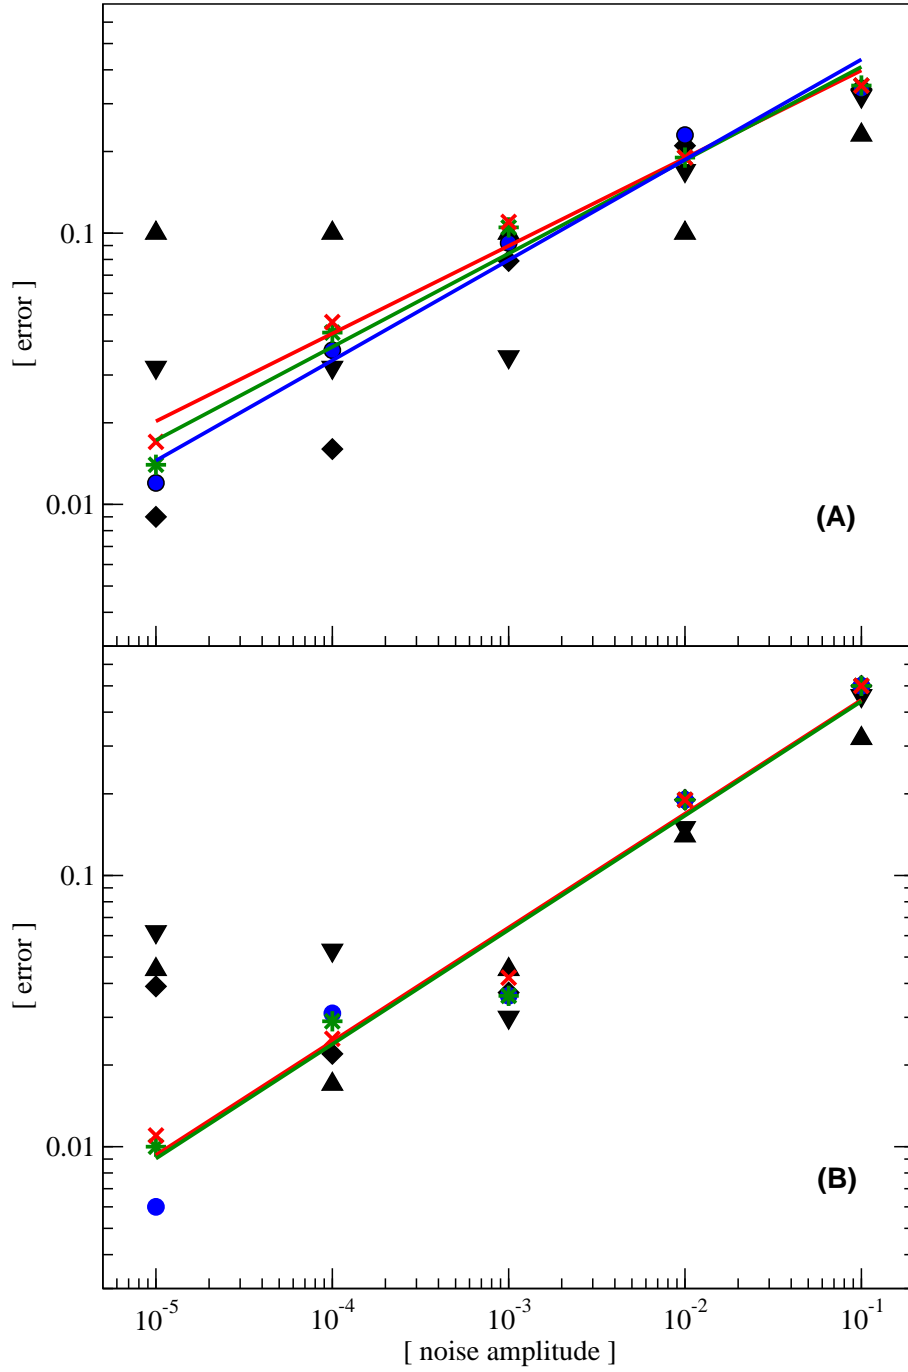 0.1
[ error ]
0.01
(A)
0.1
[ error ]
0.01
(B)
10^-5 10^-4 10^-3 10^-2 10^-1
[ noise amplitude ]